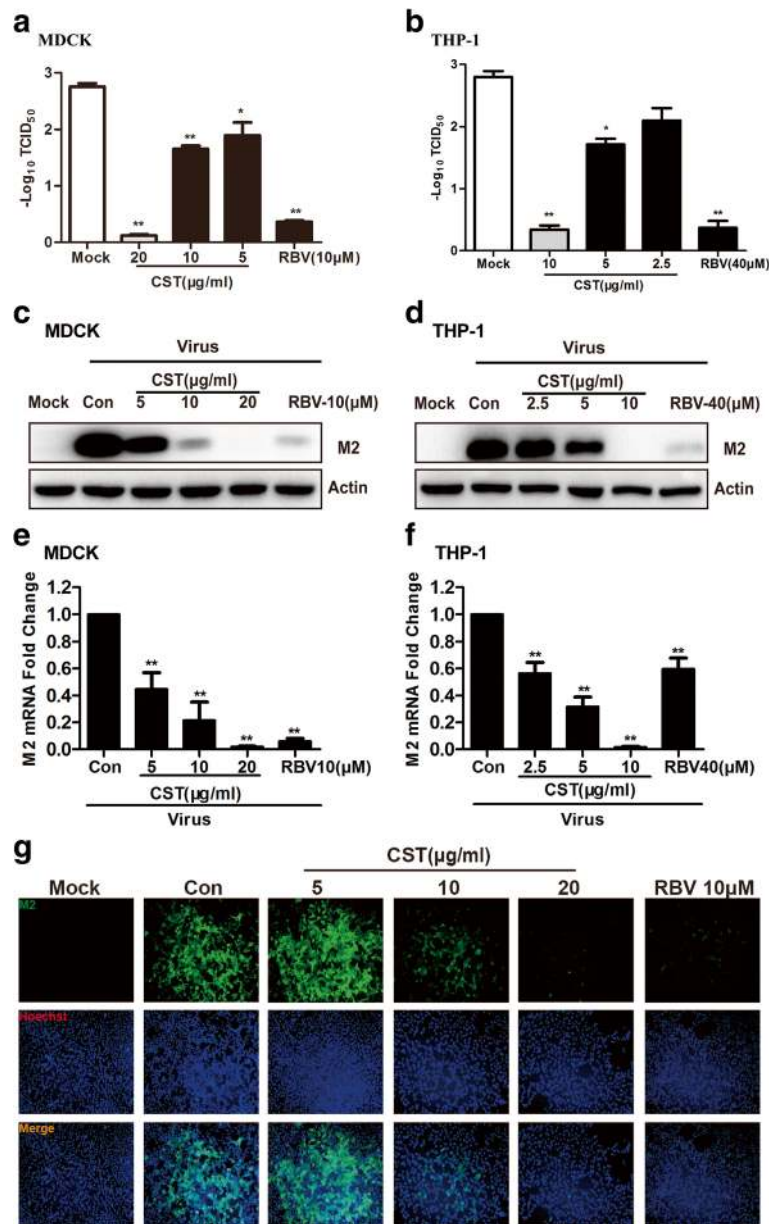 a
MDCK
-Log10 TCID50
3
2
1
0
**
**
*
**
Mock
20
10
5
RBV(10µM)
CST(µg/ml)
b
THP-1
-Log10 TCID50
3
2
1
0
**
*
**
Mock
10
5
2.5
RBV(40µM)
CST(µg/ml)
c MDCK
Virus
CST(µg/ml)
Mock Con 5 10 20 RBV-10(µM)
M2
Actin
d THP-1
Virus
CST(µg/ml)
Mock Con 2.5 5 10 RBV-40(µM)
M2
Actin
e MDCK
M2 mRNA Fold Change
1.2
1.0
0.8
0.6
0.4
0.2
0.0
**
**
**
**
Con 5 10 20 RBV10(µM)
CST(µg/ml)
Virus
f THP-1
M2 mRNA Fold Change
1.2
1.0
0.8
0.6
0.4
0.2
0.0
**
**
**
**
Con 2.5 5 10 RBV40(µM)
CST(µg/ml)
Virus
g
CST(µg/ml)
Mock Con 5 10 20 RBV 10µM
M2
Hoechst
Merge